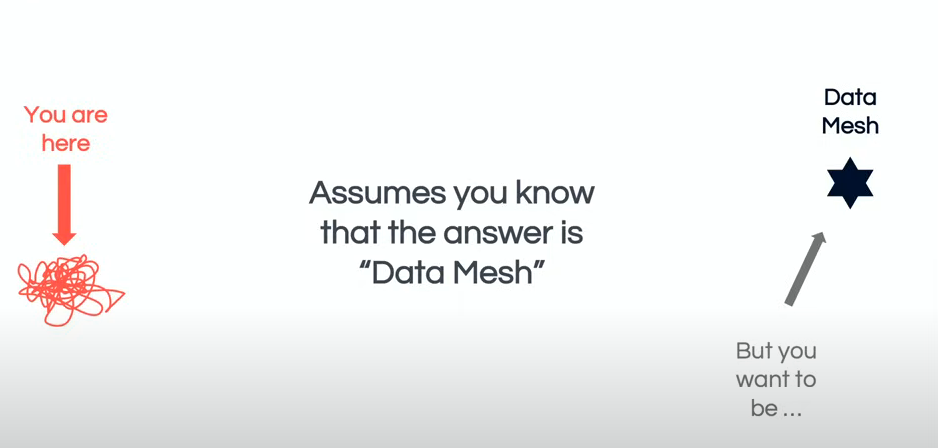 You are
here
Assumes you know
that the answer is
“Data Mesh”
Data
Mesh
But you
want to
be ...